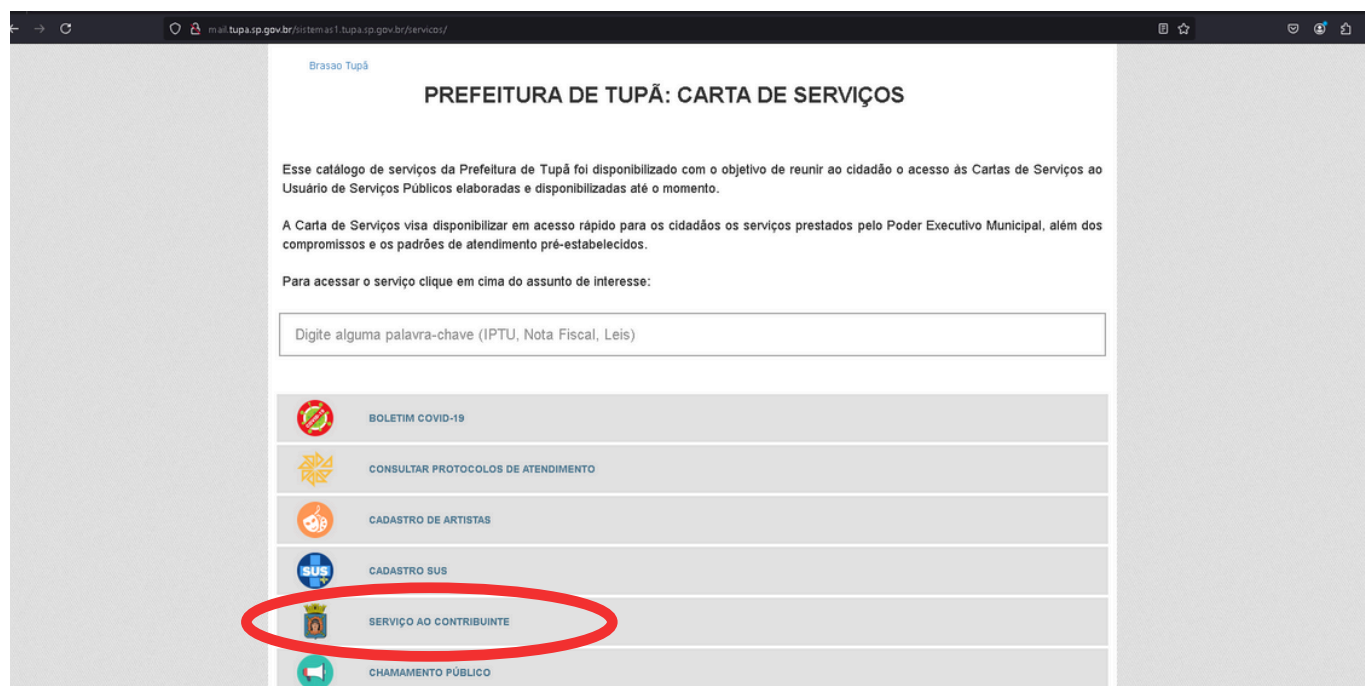 mail.tupa.sp.gov.br/sistemas1.tupa.sp.gov.br/servicos/
Brasao Tupã
PREFEITURA DE TUPÃ: CARTA DE SERVIÇOS
Esse catálogo de serviços da Prefeitura de Tupã foi disponibilizado com o objetivo de reunir ao cidadão o acesso às Cartas de Serviços ao
Usuário de Serviços Públicos elaboradas e disponibilizadas até o momento.
A Carta de Serviços visa disponibilizar em acesso rápido para os cidadãos os serviços prestados pelo Poder Executivo Municipal, além dos
compromissos e os padrões de atendimento pré-estabelecidos.
Para acessar o serviço clique em cima do assunto de interesse:
Digite alguma palavra-chave (IPTU, Nota Fiscal, Leis)
BOLETIM COVID-19
CONSULTAR PROTOCOLOS DE ATENDIMENTO
CADASTRO DE ARTISTAS
SUS CADASTRO SUS
SERVIÇO AO CONTRIBUINTE
CHAMAMENTO PÚBLICO